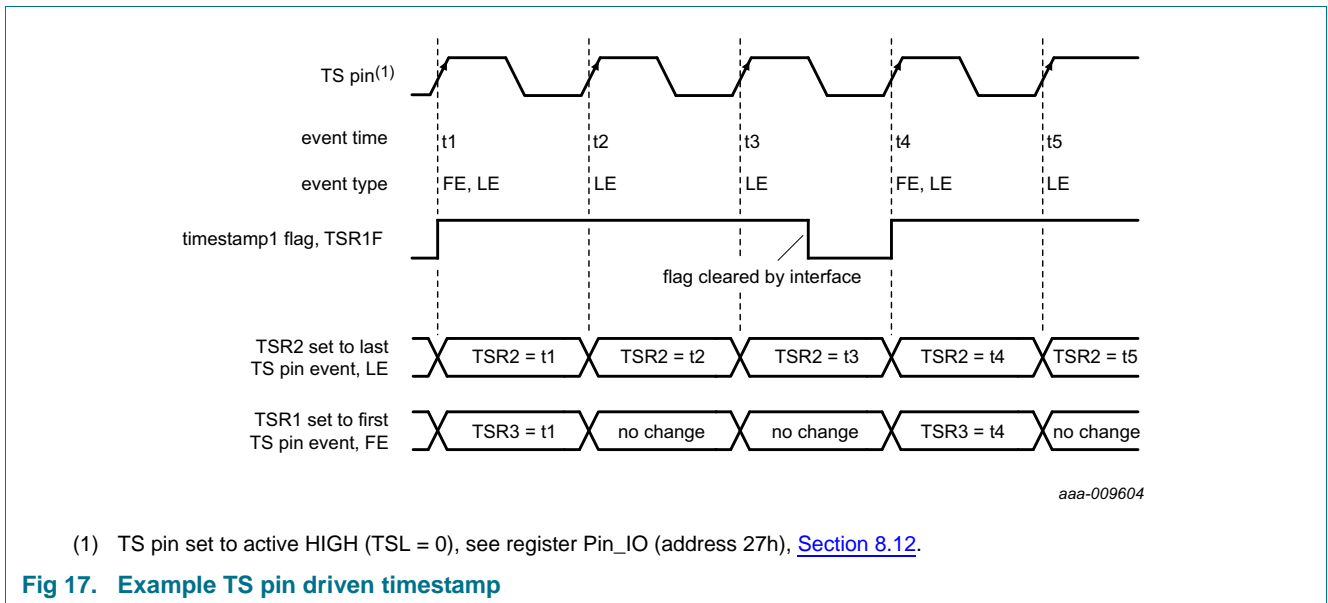 TS pin(1)
event time t1 t2 t3 t4 t5
event type FE, LE LE LE FE, LE LE
timestamp1 flag, TSR1F
flag cleared by interface
TSR2 set to last
TS pin event, LE
TSR2 = t1 TSR2 = t2 TSR2 = t3 TSR2 = t4 TSR2 = t5
TSR1 set to first
TS pin event, FE
TSR3 = t1 no change no change TSR3 = t4 no change
aaa-009604
(1) TS pin set to active HIGH (TSL = 0), see register Pin_IO (address 27h), Section 8.12.
Fig 17. Example TS pin driven timestamp